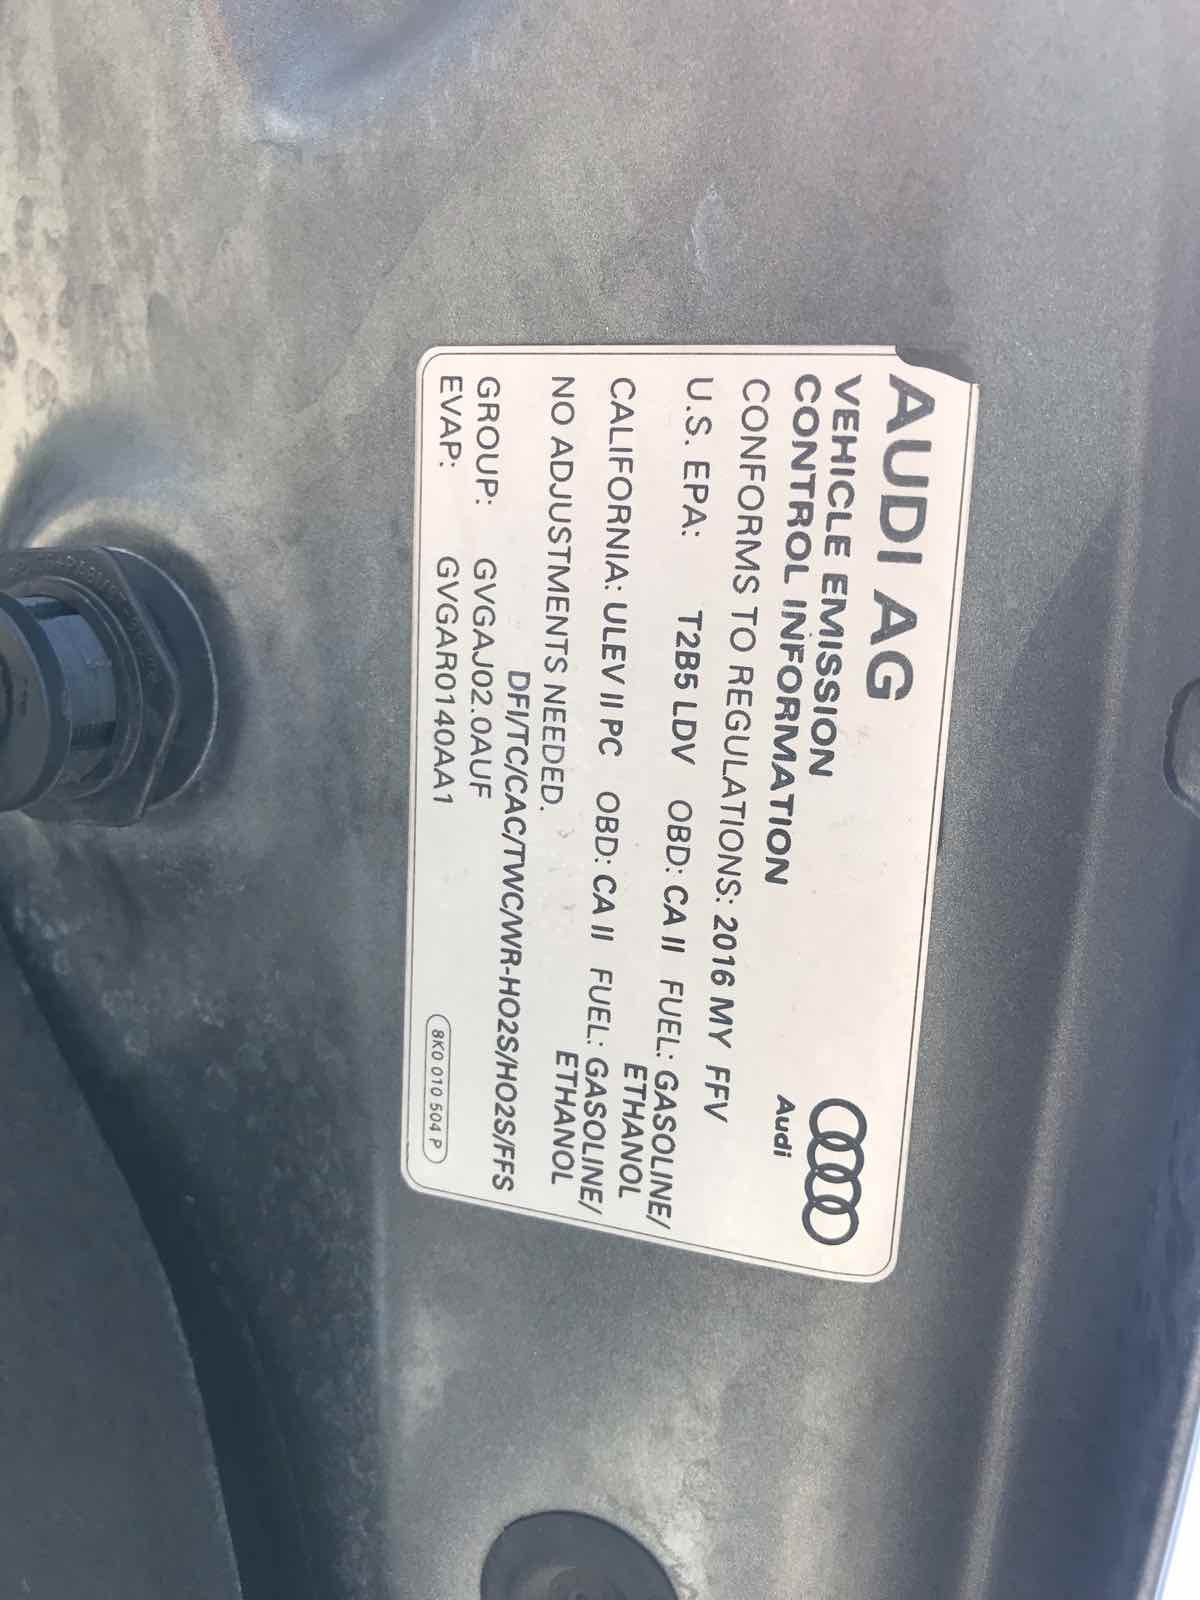 AUDI AG
VEHICLE EMISSION
CONTROL INFORMATION
Audi
CONFORMS TO REGULATIONS: 2016 MY FFV
U.S. EPA: T2B5 LDV OBD: CA II FUEL: GASOLINE/
ETHANOL
CALIFORNIA: ULEV II PC OBD: CA II FUEL: GASOLINE/
ETHANOL
NO ADJUSTMENTS NEEDED.
DFI/TC/CAC/TWC/WR-HO2S/HO2S/FFS
GROUP: GVGAJ02.0AUF
EVAP: GVGAR0140AA1
8K0 010 504 P